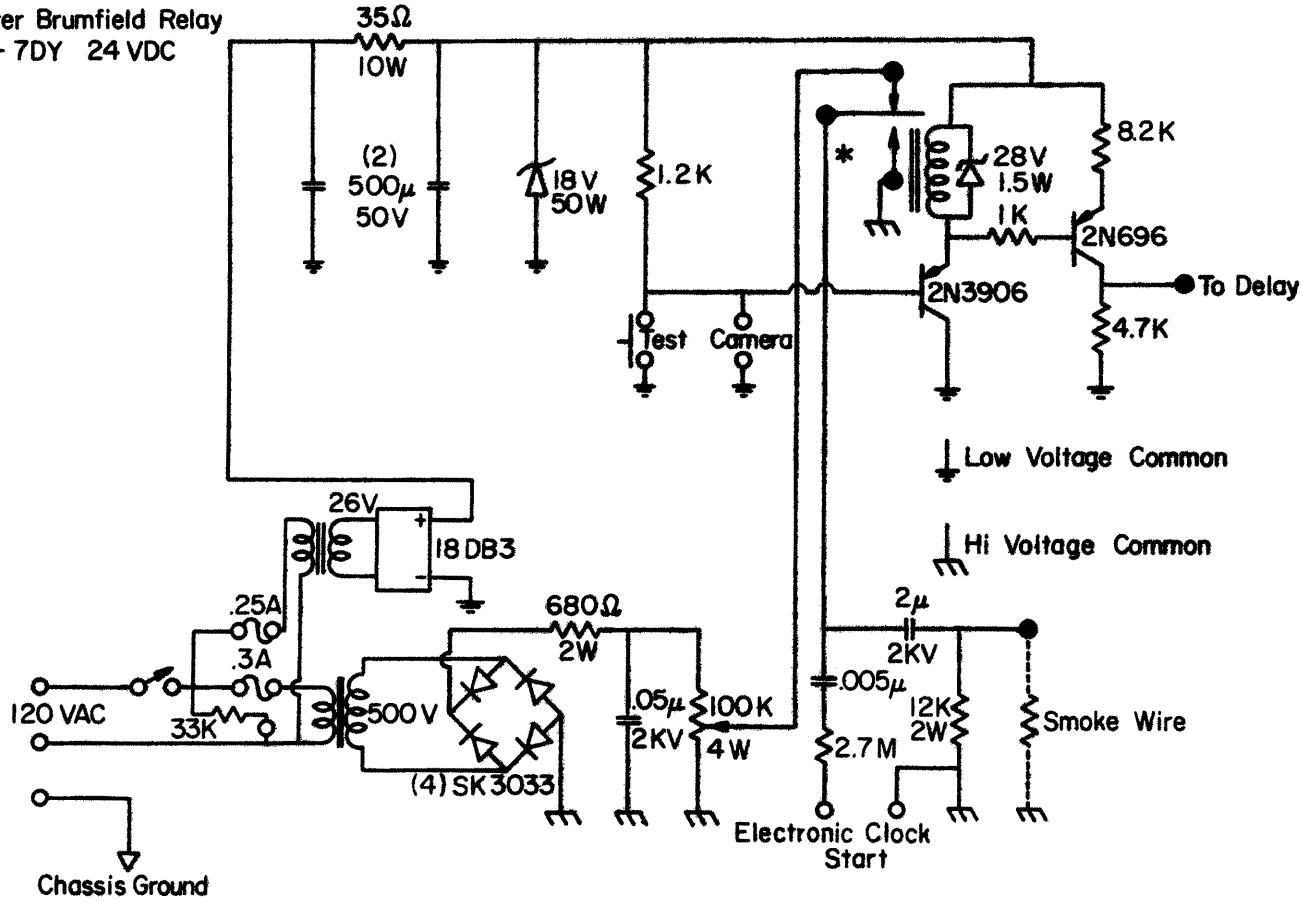 Brumfield Relay
7DY 24 VDC
35Ω
10W
(2)
500μ
50V
18V
50W
1.2K
*
28V
1.5W
1K
8.2K
2N696
2N3906
To Delay
4.7K
Test Camera
Low Voltage Common
Hi Voltage Common
26V
+
18DB3
-
.25A
.3A
120 VAC
33K
500V
(4) SK3033
680Ω
2W
.05μ
2KV
100K
4W
2μ
2KV
.005μ
2.7M
12K
2W
Smoke Wire
Electronic Clock
Start
Chassis Ground